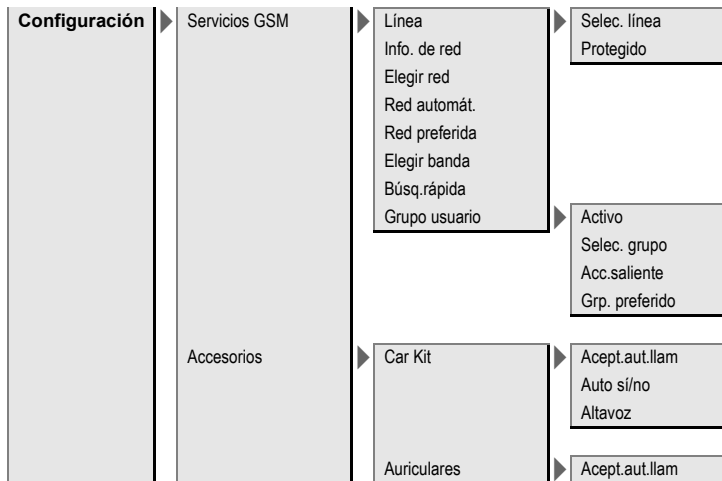 Configuración
Servicios GSM
Línea
Selec. línea
Protegido
Info. de red
Elegir red
Red automát.
Red preferida
Elegir banda
Búsq.rápida
Grupo usuario
Activo
Selec. grupo
Acc.saliente
Grp. preferido
Accesorios
Car Kit
Acept.aut.llam
Auto sí/no
Altavoz
Auriculares
Acept.aut.llam